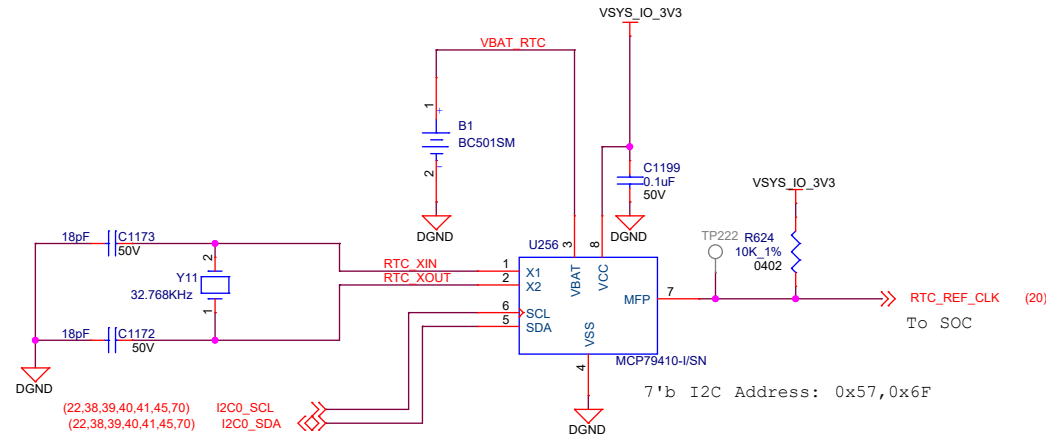 VSYS_IO_3V3
VBAT_RTC
1
+
B1
BC501SM
-
2
DGND
C1199
0.1uF
50V
DGND
VSYS_IO_3V3
TP222
R624
10K_1%
0402
18pF
C1173
50V
2
Y11
32.768KHz
1
18pF
C1172
50V
DGND
RTC_XIN
RTC_XOUT
U256
3
8
1
X1
2
X2
VBAT
VCC
MFP
7
6
SCL
5
SDA
VSS
4
MCP79410-I/SN
DGND
RTC_REF_CLK (20)
To SOC
7'b I2C Address: 0x57,0x6F
(22,38,39,40,41,45,70) I2C0_SCL
(22,38,39,40,41,45,70) I2C0_SDA